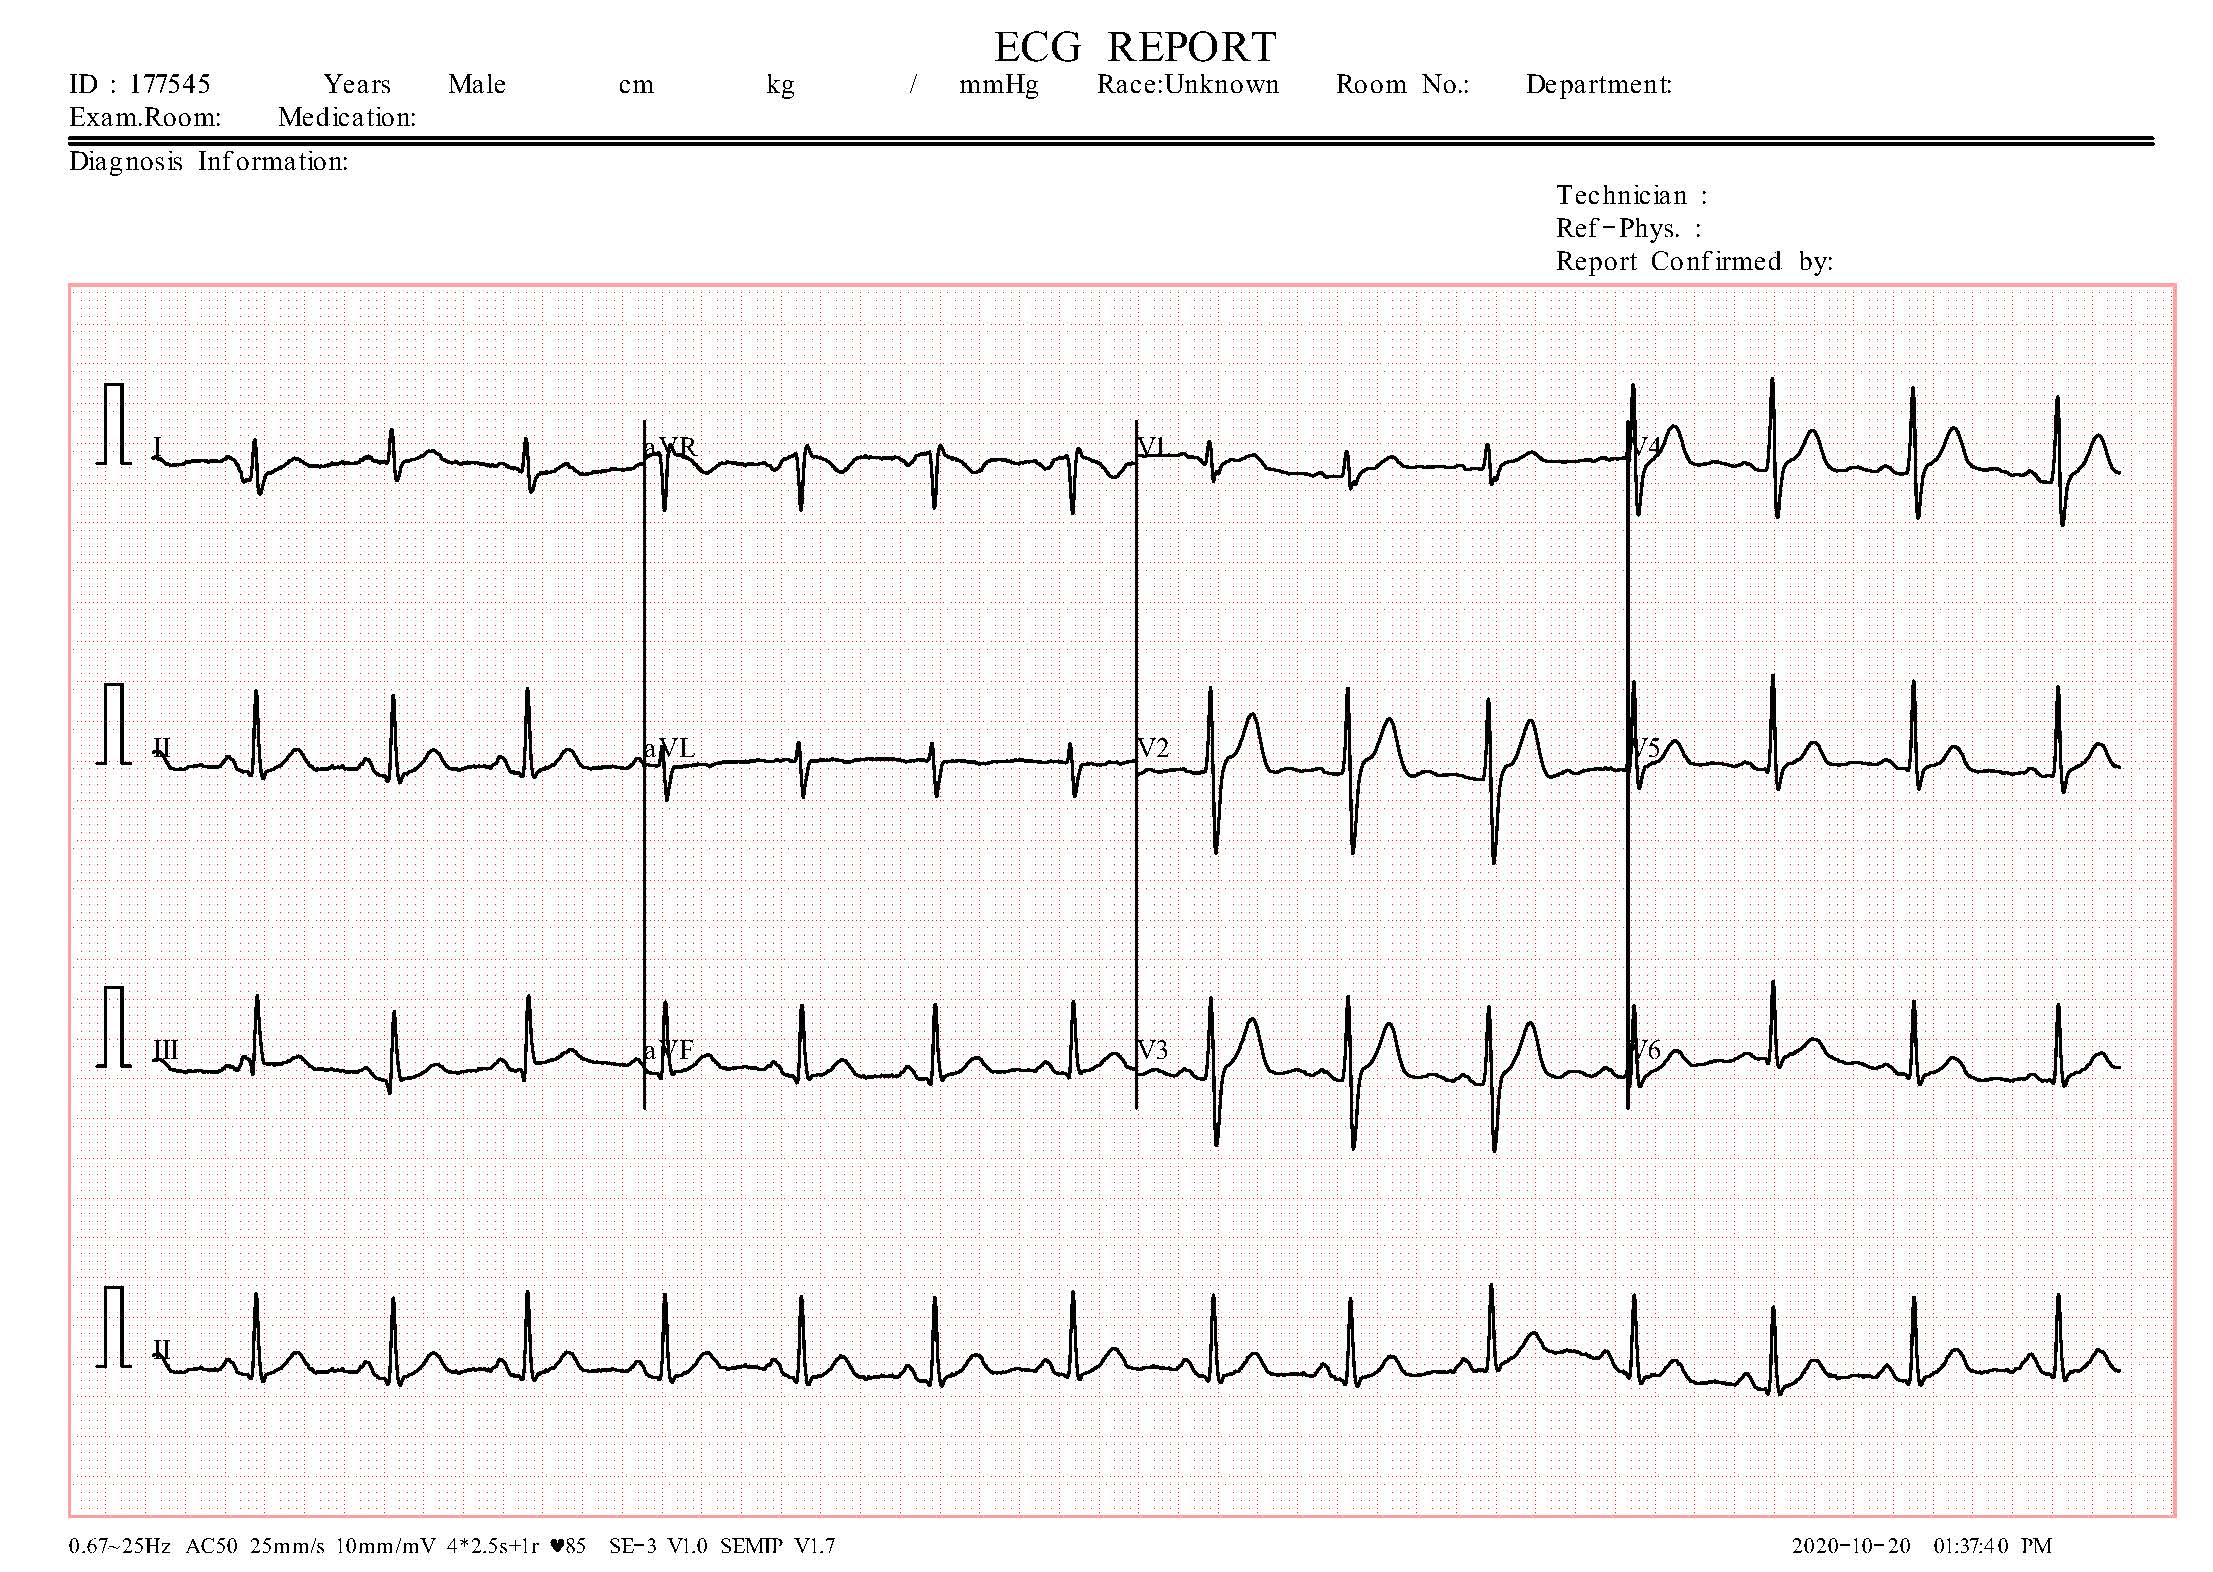 ECG REPORT
ID : 177545 Years Male cm kg / mmHg Race:Unknown Room No.: Department:
Exam.Room: Medication:
Diagnosis Information:
Technician :
Ref-Phys. :
Report Confirmed by:
I aVR V1 V4
II aVL V2 V5
III aVF V3 V6
II
0.67~25Hz AC50 25mm/s 10mm/mV 4*2.5s+1r ♥85 SE-3 V1.0 SEMIP V1.7 2020-10-20 01:37:40 PM